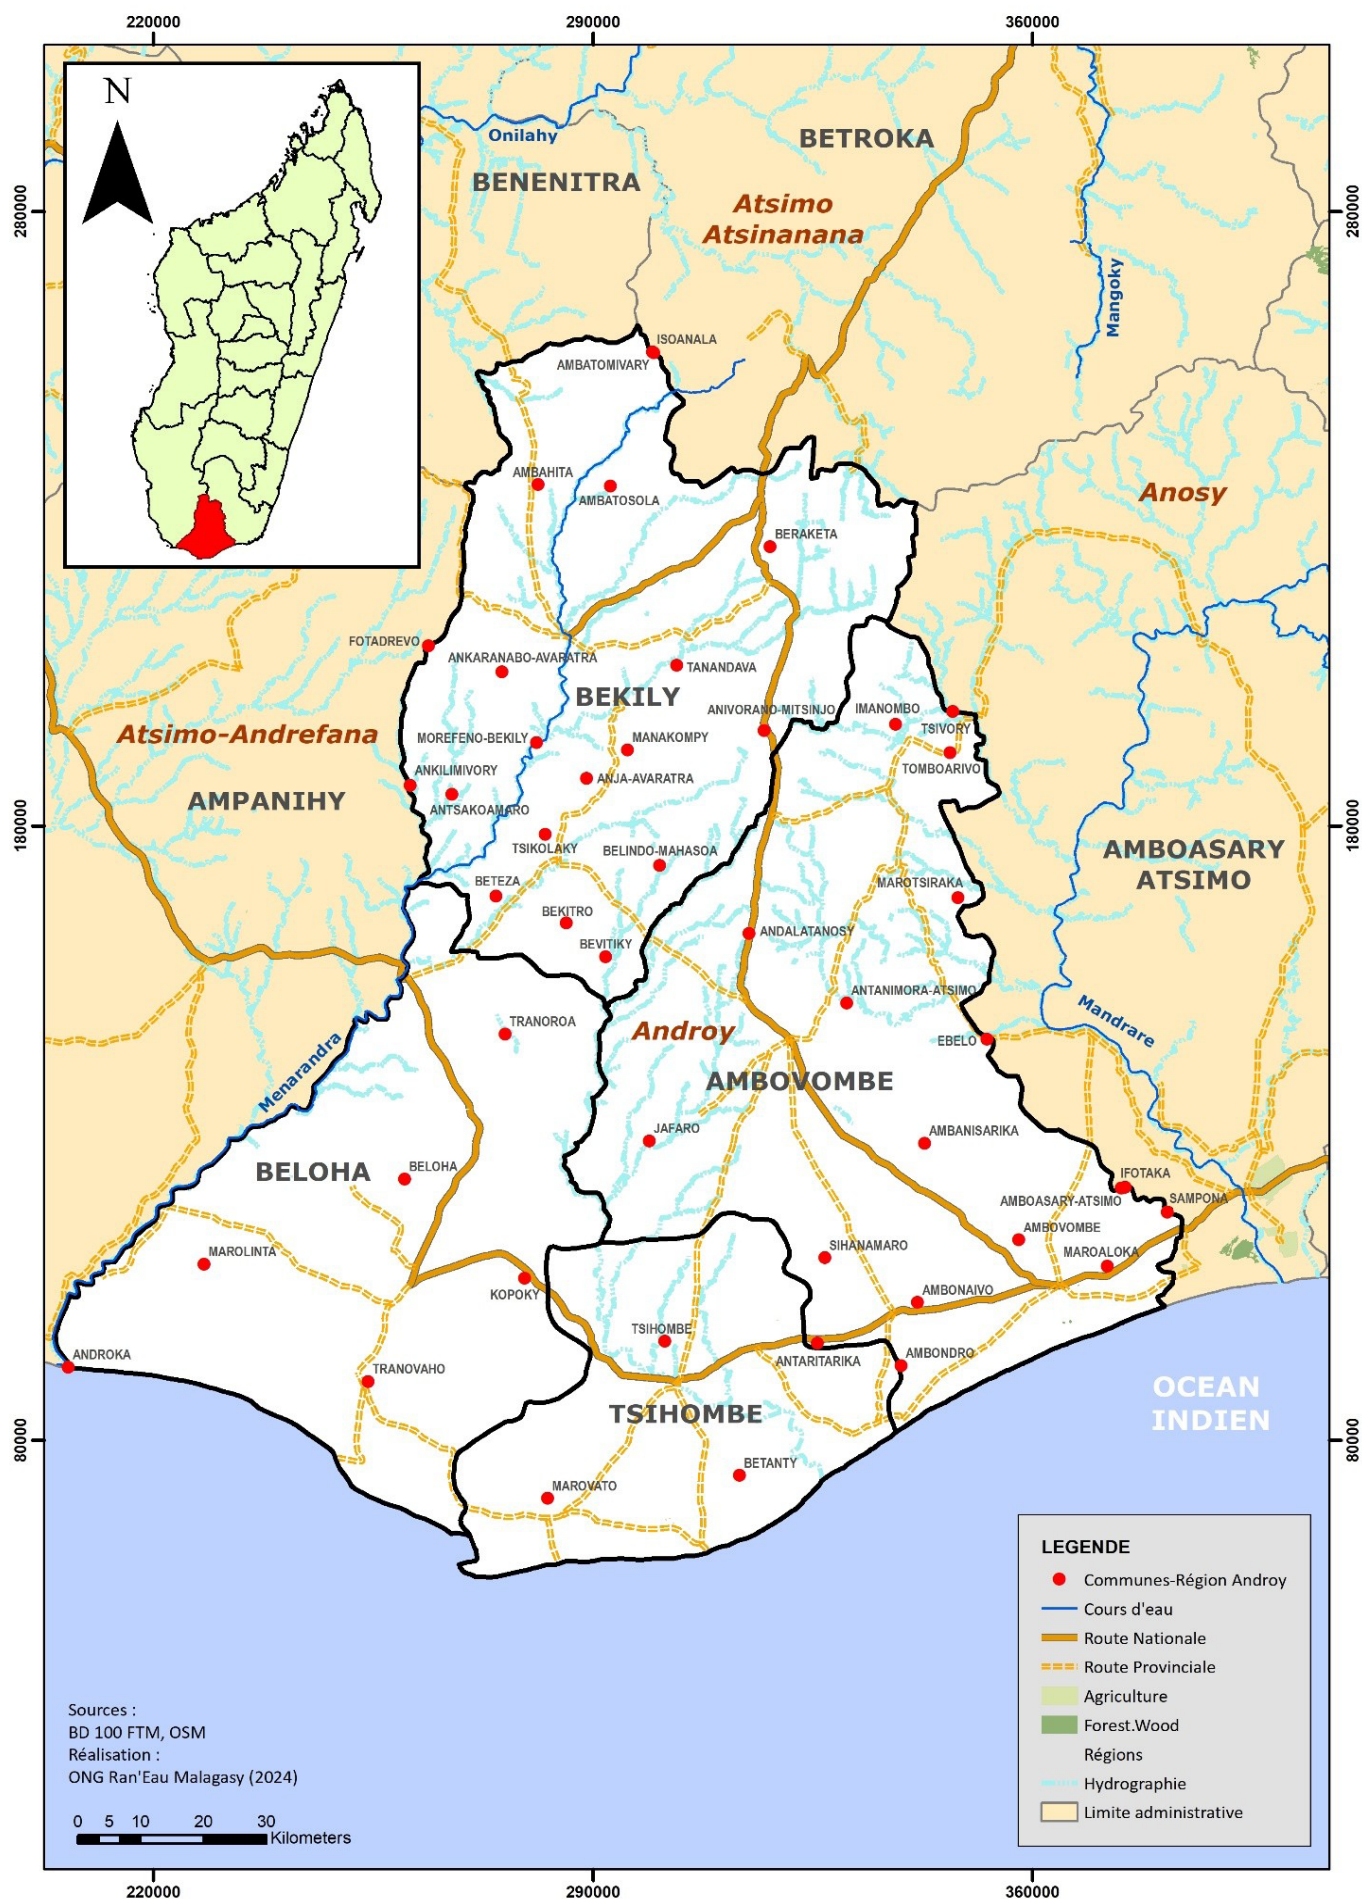 220000
290000
360000
N
280000
280000
Onilahy
BETROKA
BENENITRA
Atsimo
Atsinanana
Mangoky
ISOANALA
AMBATOMIVARY
AMBAHITA
AMBATOSOLA
Anosy
BERAKETA
FOTADREVO
ANKARANABO-AVARATRA
TANANDAVA
BEKILY
ANIVORANO-MITSINJO
IMANOMBO
TSIVORY
Atsimo-Andrefana
MOREFENO-BEKILY
MANAKOMPY
TOMBOARIVO
ANKILIMIVORY
ANJA-AVARATRA
AMPANIHY
ANTSAKOAMARO
180000
180000
TSIKOLAKY
BELINDO-MAHASOA
AMBOASARY
ATSIMO
BETEZA
MAROTSIRAKA
BEKITRO
ANDALATANOSY
BEVITIKY
ANTANIMORA-ATSIMO
TRANOROA
Androy
Mandrare
EBELO
Menarandra
AMBOVOMBE
JAFARO
AMBANISARIKA
BELOHA
BELOHA
IFOTAKA
AMBOASARY-ATSIMO
SAMPONA
AMBOVOMBE
MAROLINTA
SIHANAMARO
MAROALOKA
KOPOKY
AMBONAIVO
TSIHOMBE
ANDROKA
TRANOVAHO
ANTARITARIKA
AMBONDRO
OCEAN
INDIEN
TSIHOMBE
80000
80000
BETANTY
MAROVATO
LEGENDE
Communes-Région Androy
Cours d'eau
Route Nationale
Route Provinciale
Agriculture
Forest.Wood
Régions
Hydrographie
Limite administrative
Sources :
BD 100 FTM, OSM
Réalisation :
ONG Ran'Eau Malagasy (2024)
0 5 10 20 30
Kilometers
220000
290000
360000